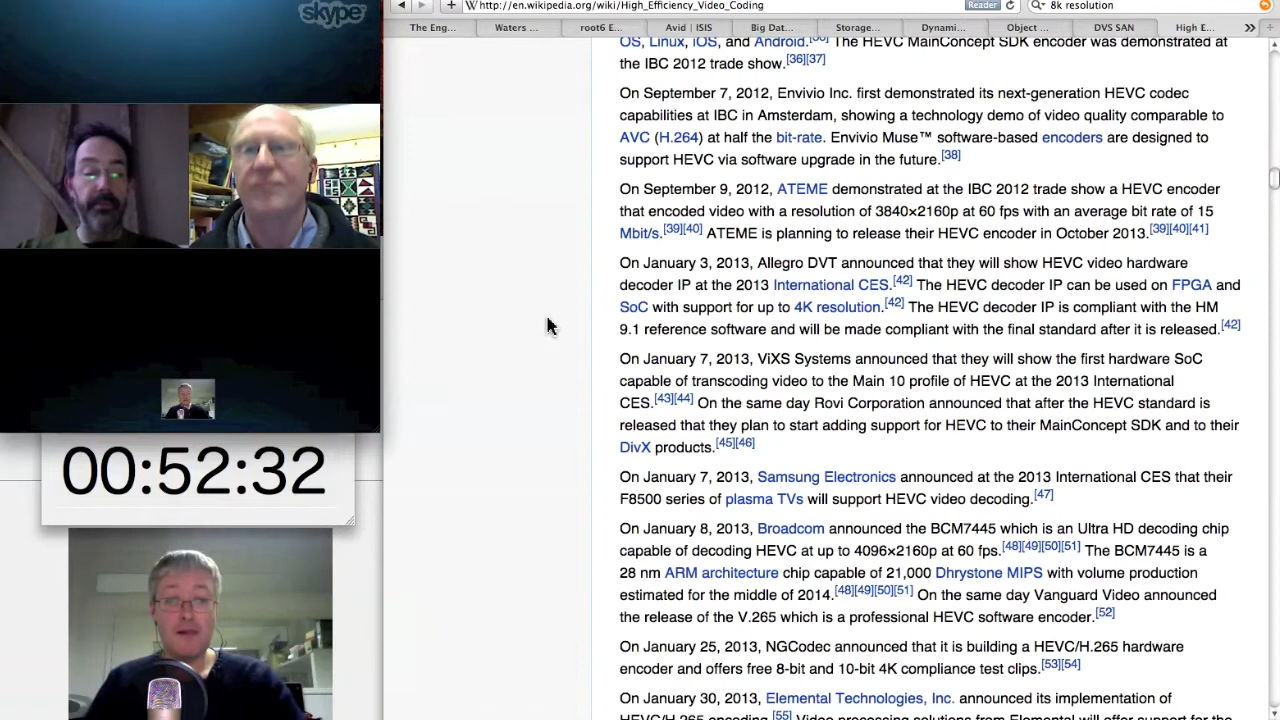 skype
http://en.wikipedia.org/wiki/High_Efficiency_Video_Coding
Reader
8k resolution
The Eng... Waters ... root6 E... Avid | ISIS Big Dat... Storage... Dynami... Object ... DVS SAN High E...
OS, Linux, iOS, and Android. The HEVC MainConcept SDK encoder was demonstrated at
the IBC 2012 trade show.[36][37]
On September 7, 2012, Envivio Inc. first demonstrated its next-generation HEVC codec
capabilities at IBC in Amsterdam, showing a technology demo of video quality comparable to
AVC (H.264) at half the bit-rate. Envivio Muse™ software-based encoders are designed to
support HEVC via software upgrade in the future.[38]
On September 9, 2012, ATEME demonstrated at the IBC 2012 trade show a HEVC encoder
that encoded video with a resolution of 3840×2160p at 60 fps with an average bit rate of 15
Mbit/s.[39][40] ATEME is planning to release their HEVC encoder in October 2013.[39][40][41]
On January 3, 2013, Allegro DVT announced that they will show HEVC video hardware
decoder IP at the 2013 International CES.[42] The HEVC decoder IP can be used on FPGA and
SoC with support for up to 4K resolution.[42] The HEVC decoder IP is compliant with the HM
9.1 reference software and will be made compliant with the final standard after it is released.[42]
On January 7, 2013, ViXS Systems announced that they will show the first hardware SoC
capable of transcoding video to the Main 10 profile of HEVC at the 2013 International
CES.[43][44] On the same day Rovi Corporation announced that after the HEVC standard is
released that they plan to start adding support for HEVC to their MainConcept SDK and to their
DivX products.[45][46]
On January 7, 2013, Samsung Electronics announced at the 2013 International CES that their
F8500 series of plasma TVs will support HEVC video decoding.[47]
On January 8, 2013, Broadcom announced the BCM7445 which is an Ultra HD decoding chip
capable of decoding HEVC at up to 4096×2160p at 60 fps.[48][49][50][51] The BCM7445 is a
28 nm ARM architecture chip capable of 21,000 Dhrystone MIPS with volume production
estimated for the middle of 2014.[48][49][50][51] On the same day Vanguard Video announced
the release of the V.265 which is a professional HEVC software encoder.[52]
On January 25, 2013, NGCodec announced that it is building a HEVC/H.265 hardware
encoder and offers free 8-bit and 10-bit 4K compliance test clips.[53][54]
On January 30, 2013, Elemental Technologies, Inc. announced its implementation of
HEVC/H.265 encoding.[55] Video processing solutions from Elemental will offer support for the
00:52:32